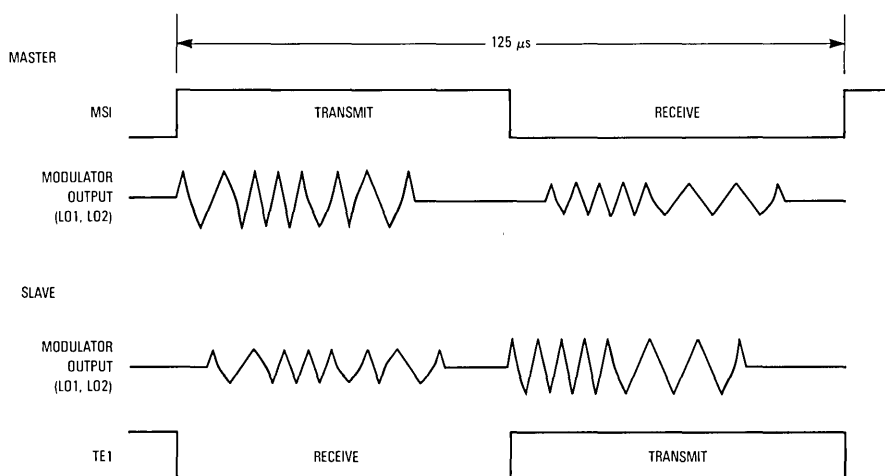 125 μs
MASTER
MSI
TRANSMIT
RECEIVE
MODULATOR
OUTPUT
(LO1, LO2)
SLAVE
MODULATOR
OUTPUT
(LO1, LO2)
TE1
RECEIVE
TRANSMIT